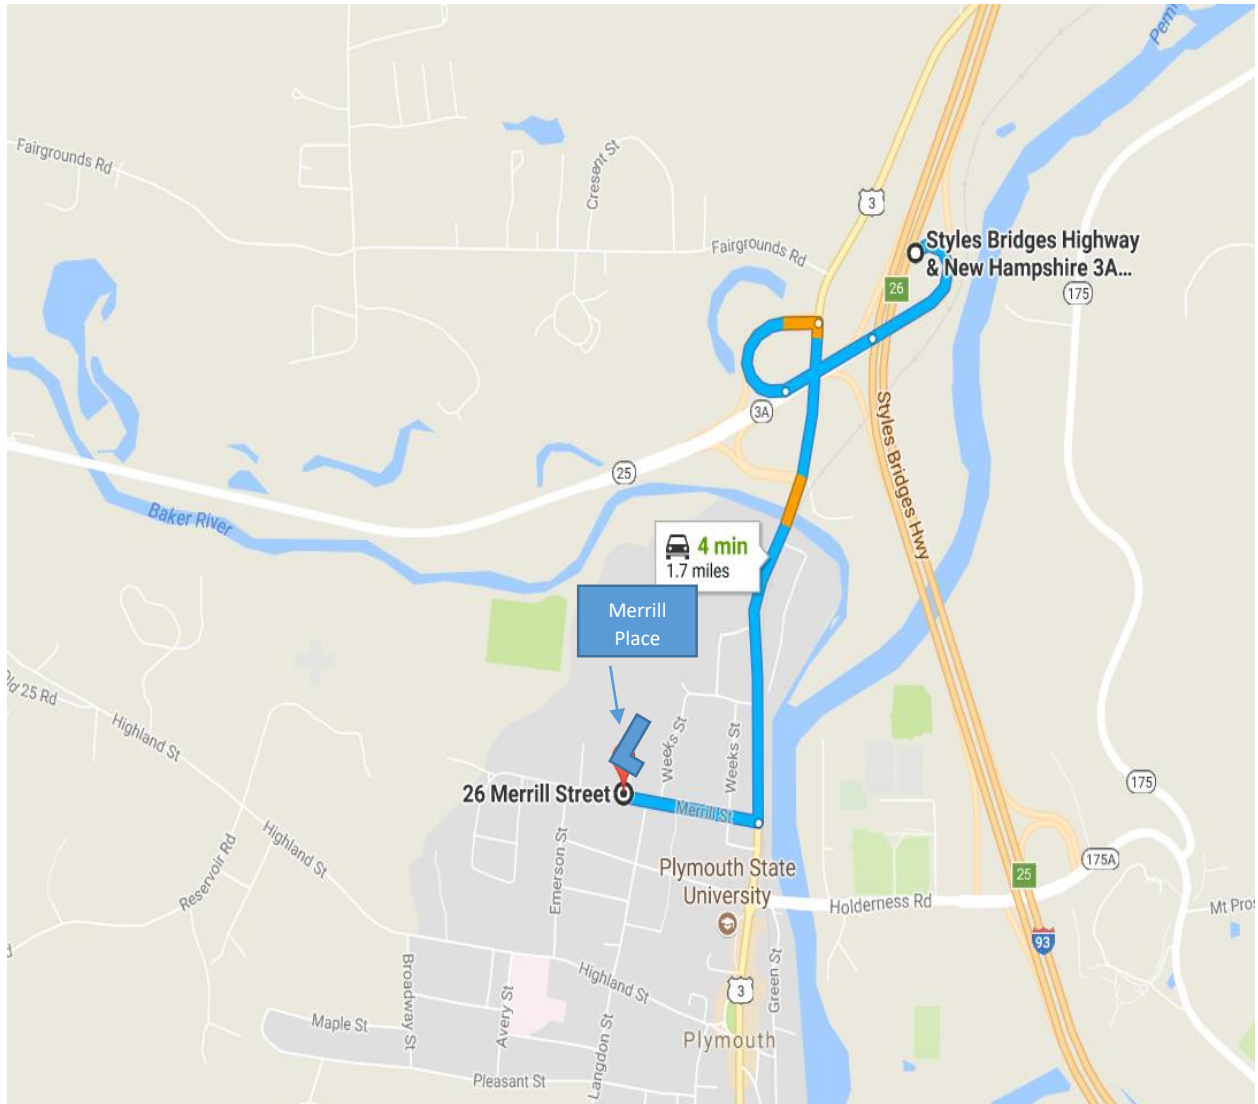 Pemi
Fairgrounds Rd
Cresent St
3
Fairgrounds Rd
Styles Bridges Highway
& New Hampshire 3A...
26
175
3A
Styles Bridges Hwy
25
Baker River
4 min
1.7 miles
Merrill
Place
Old 25 Rd
Highland St
Weeks St
Weeks St
26 Merrill Street
Merrill St
175
Emerson St
Highland St
Reservoir Rd
Plymouth State
University
175A
25
Holderness Rd
Mt Pros
93
Broadway St
Avery St
Highland St
Langdon St
3
Green St
Maple St
Plymouth
Pleasant St